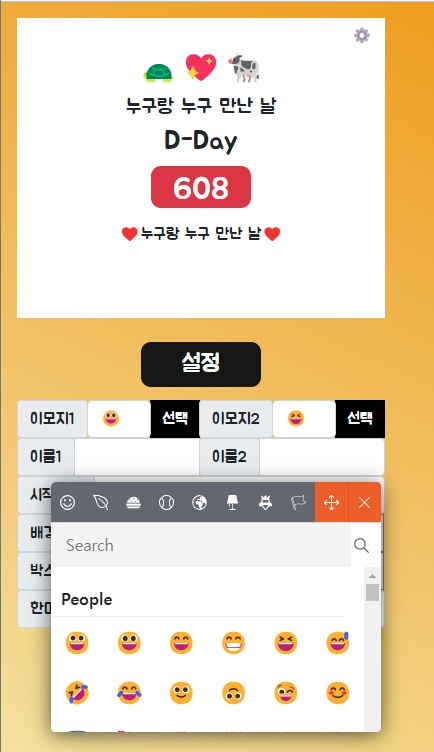 누구랑 누구 만난 날
D-Day
608
누구랑 누구 만난 날
설정
이모지1 선택 이모지2 선택
이름1 이름2
시작
배경
박스
한마
Search
People